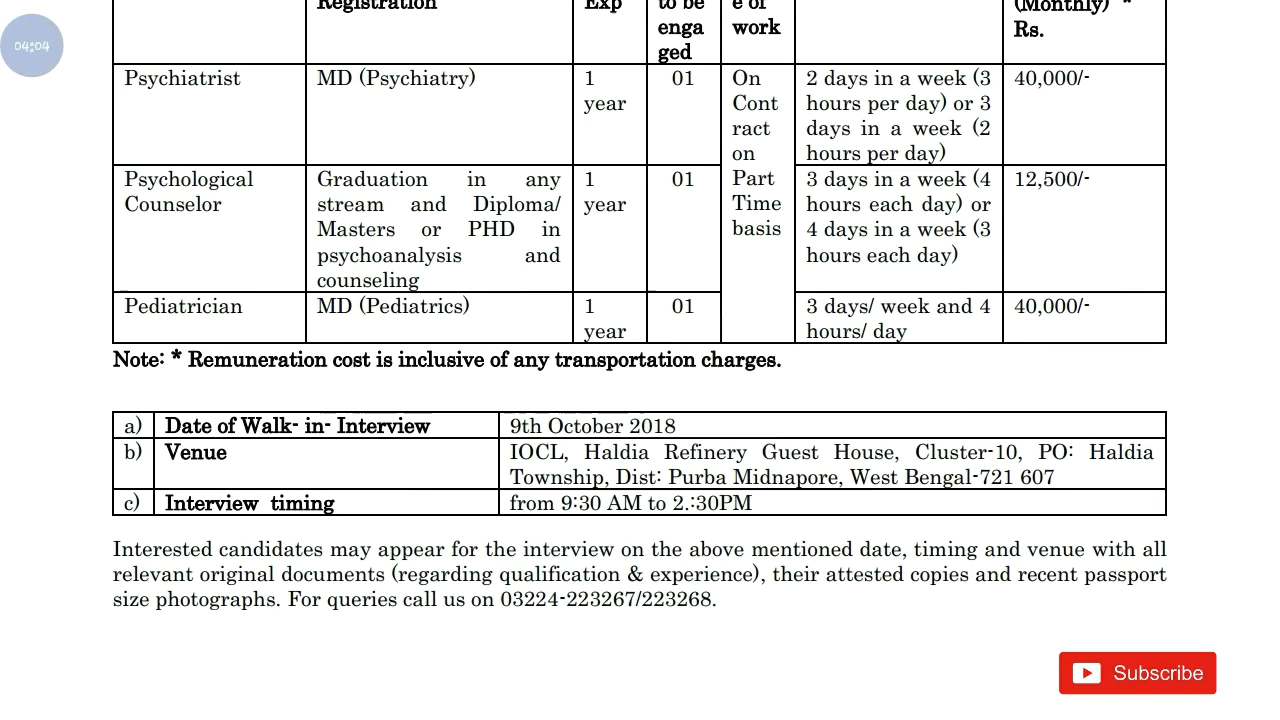 04:04
Registration
Exp
to be
enga
ged
e of
work
(Monthly) *
Rs.
Psychiatrist
MD (Psychiatry)
1
year
01
On
Cont
ract
on
Part
Time
basis
2 days in a week (3
hours per day) or 3
days in a week (2
hours per day)
40,000/-
Psychological
Counselor
Graduation in any
stream and Diploma/
Masters or PHD in
psychoanalysis and
counseling
1
year
01
3 days in a week (4
hours each day) or
4 days in a week (3
hours each day)
12,500/-
Pediatrician
MD (Pediatrics)
1
year
01
3 days/ week and 4
hours/ day
40,000/-
Note: * Remuneration cost is inclusive of any transportation charges.
a) Date of Walk- in- Interview 9th October 2018
b) Venue IOCL, Haldia Refinery Guest House, Cluster-10, PO: Haldia
Township, Dist: Purba Midnapore, West Bengal-721 607
c) Interview timing from 9:30 AM to 2.:30PM
Interested candidates may appear for the interview on the above mentioned date, timing and venue with all
relevant original documents (regarding qualification & experience), their attested copies and recent passport
size photographs. For queries call us on 03224-223267/223268.
Subscribe